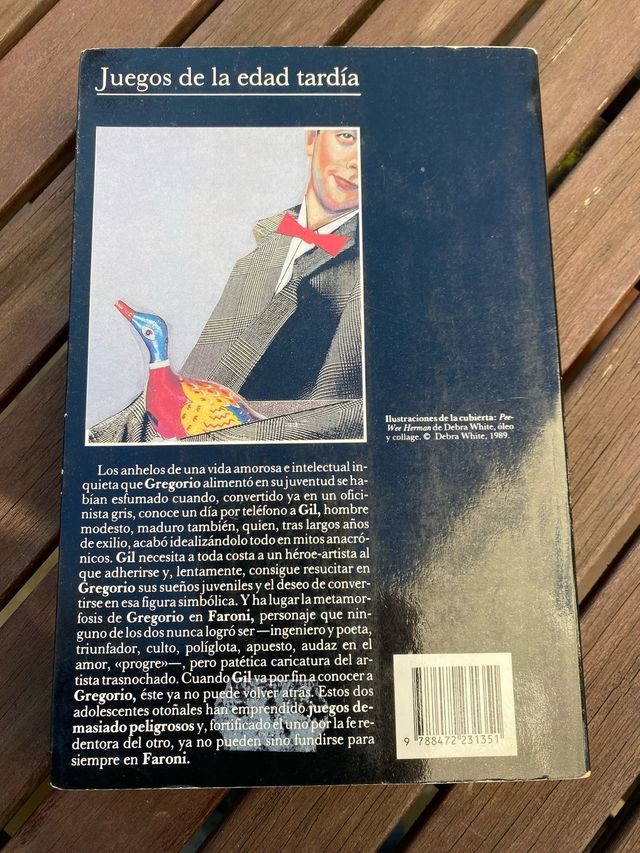 Juegos de la edad tardía
Ilustraciones de la cubierta: Pee-
Wee Herman de Debra White, óleo
y collage. © Debra White, 1989.
Los anhelos de una vida amorosa e intelectual in-
quieta que Gregorio alimentó en su juventud se ha-
bían esfumado cuando, convertido ya en un ofici-
nista gris, conoce un día por teléfono a Gil, hombre
modesto, maduro también, quien, tras largos años
de exilio, acabó idealizándolo todo en mitos anacró-
nicos. Gil necesita a toda costa a un héroe-artista al
que adherirse y, lentamente, consigue resucitar en
Gregorio sus sueños juveniles y el deseo de conver-
tirse en esa figura simbólica. Y ha lugar la metamor-
fosis de Gregorio en Faroni, personaje que nin-
guno de los dos nunca logró ser —ingeniero y poeta,
triunfador, culto, políglota, apuesto, audaz en el
amor, «progre»—, pero patética caricatura del ar-
tista trasnochado. Cuando Gil va por fin a conocer a
Gregorio, éste ya no puede volver atrás. Estos dos
adolescentes otoñales han emprendido juegos de-
masiado peligrosos y, fortificado el uno por la fe re-
dentora del otro, ya no pueden sino fundirse para
siempre en Faroni.
9 788472 231351